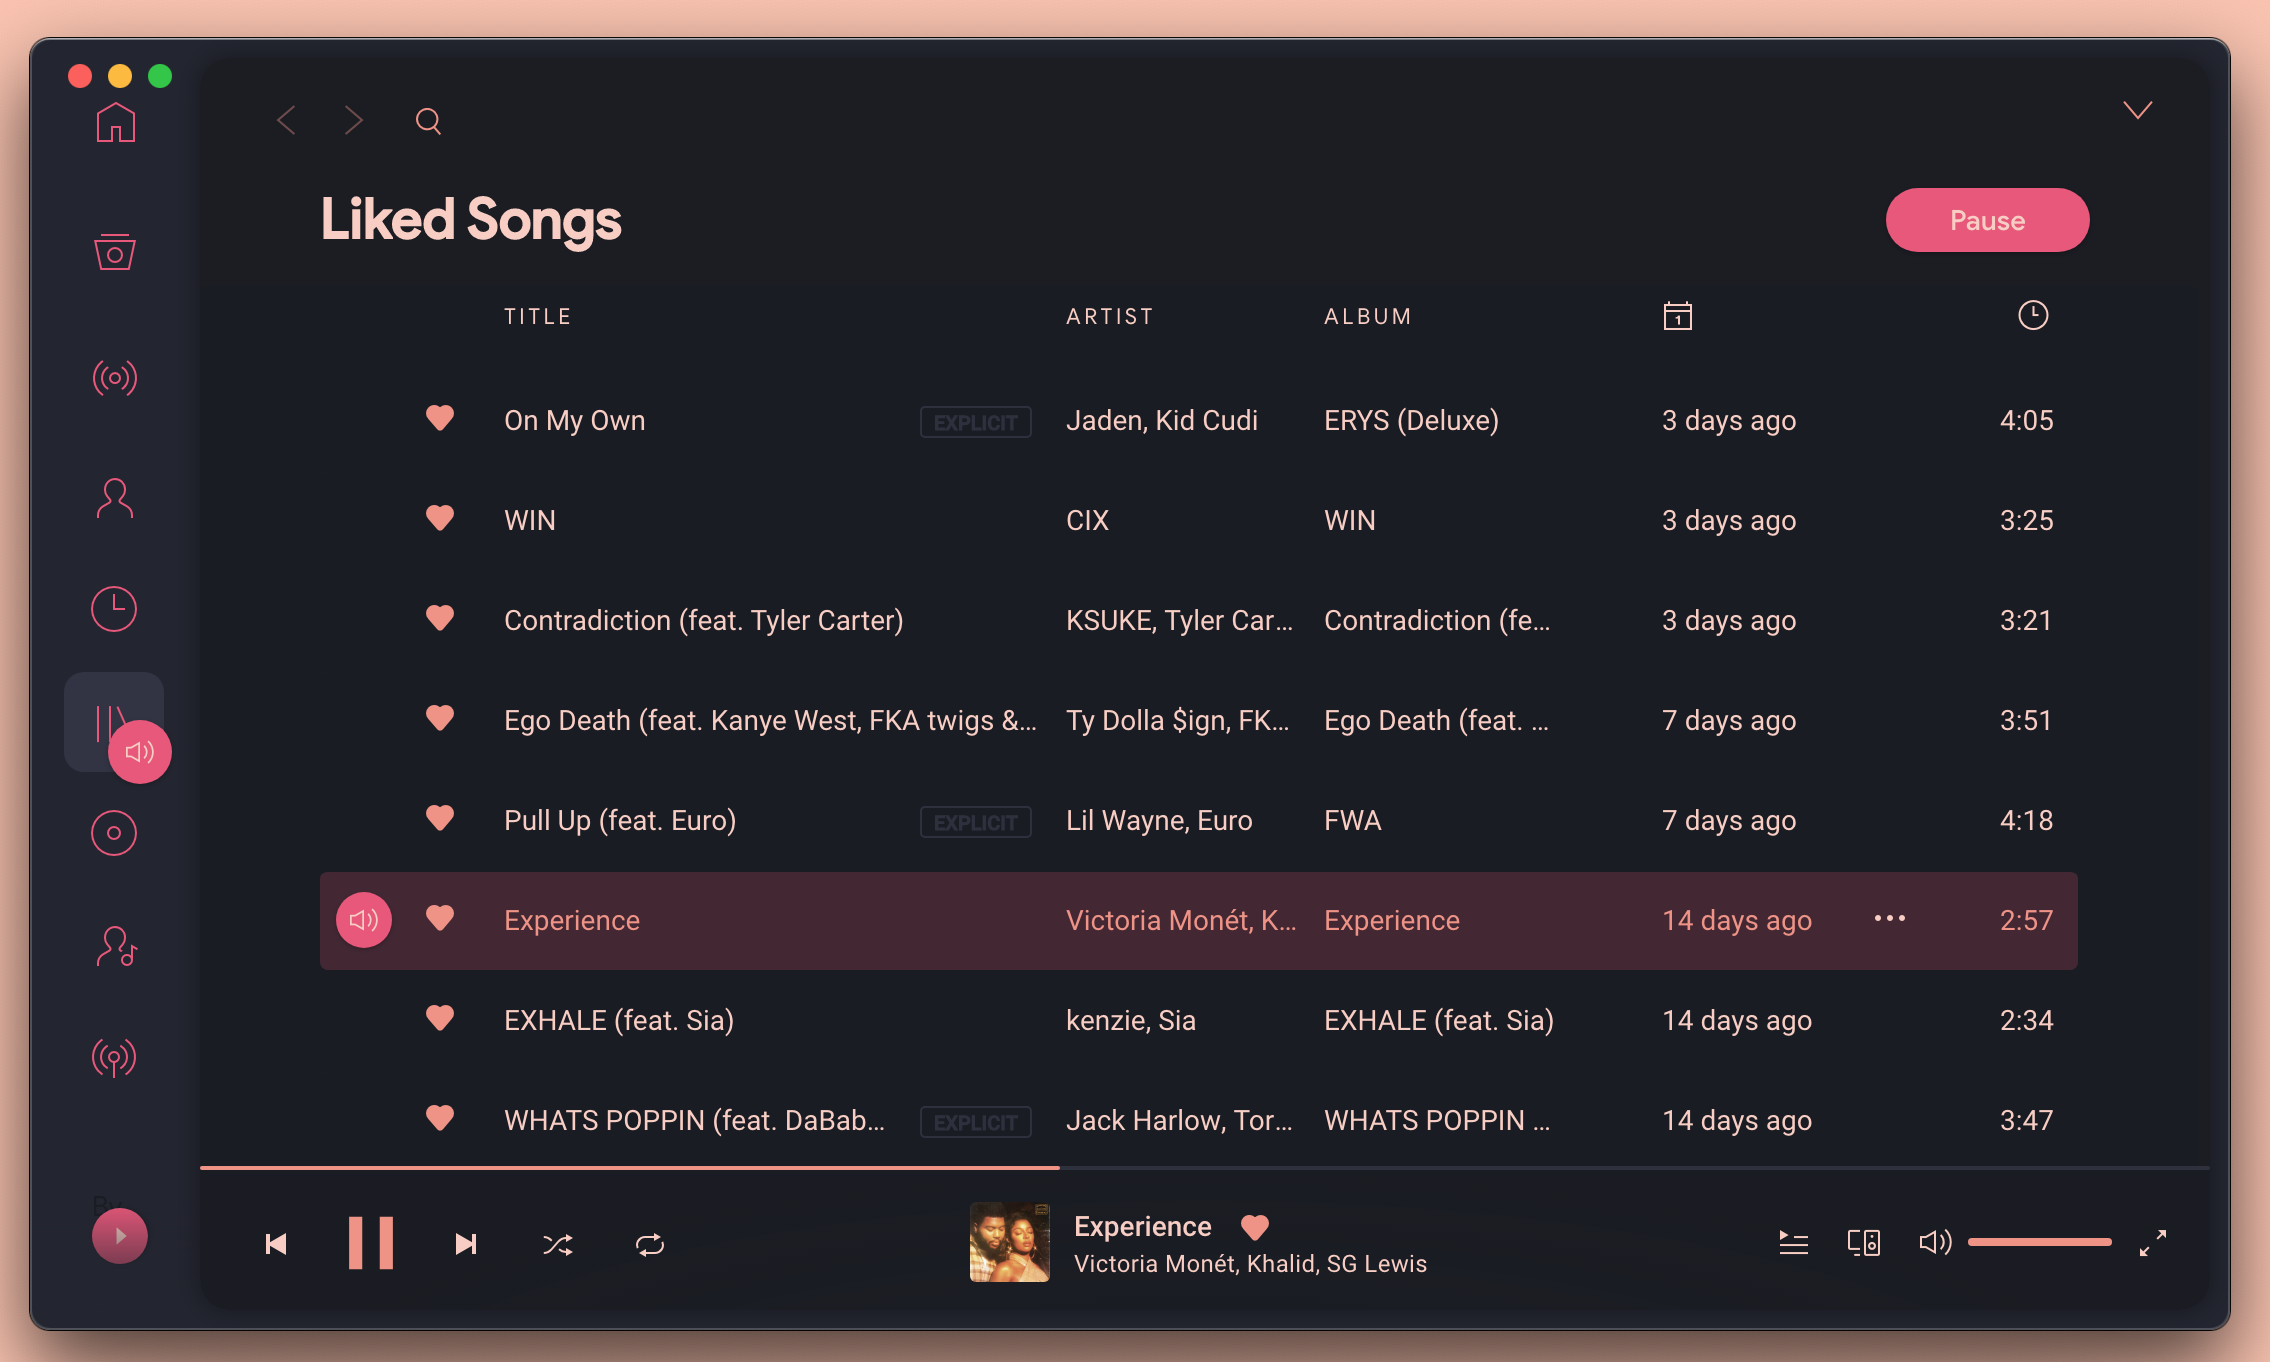 Liked Songs
Pause
TITLE ARTIST ALBUM 1
On My Own EXPLICIT Jaden, Kid Cudi ERYS (Deluxe) 3 days ago 4:05
WIN CIX WIN 3 days ago 3:25
Contradiction (feat. Tyler Carter) KSUKE, Tyler Car... Contradiction (fe... 3 days ago 3:21
Ego Death (feat. Kanye West, FKA twigs &... Ty Dolla $ign, FK... Ego Death (feat. ... 7 days ago 3:51
Pull Up (feat. Euro) EXPLICIT Lil Wayne, Euro FWA 7 days ago 4:18
Experience Victoria Monét, K... Experience 14 days ago ... 2:57
EXHALE (feat. Sia) kenzie, Sia EXHALE (feat. Sia) 14 days ago 2:34
WHATS POPPIN (feat. DaBab... EXPLICIT Jack Harlow, Tor... WHATS POPPIN ... 14 days ago 3:47
Experience
Victoria Monét, Khalid, SG Lewis